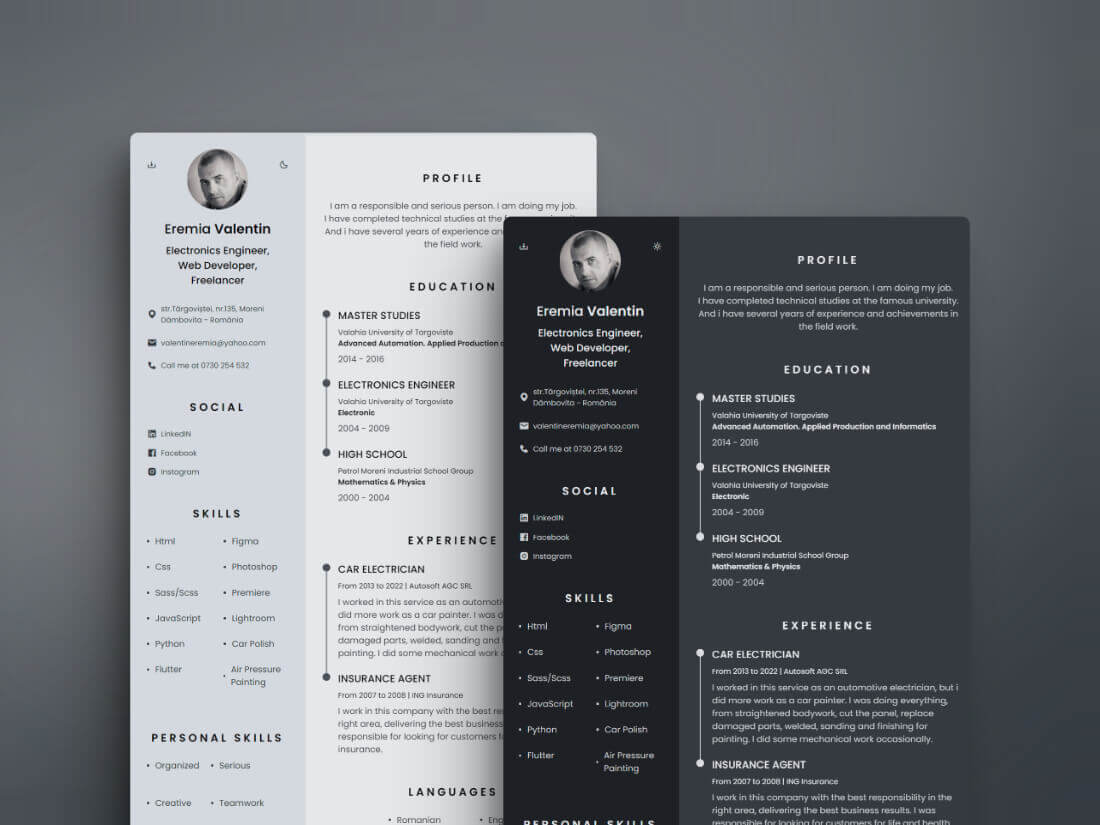 Eremia Valentin
Electronics Engineer,
Web Developer,
Freelancer
str.Târgoviștei, nr.135, Moreni
Dâmbovita - România
valentineremia@yahoo.com
Call me at 0730 254 532
SOCIAL
LinkedIN
Facebook
Instagram
SKILLS
Html
Figma
Css
Photoshop
Sass/Scss
Premiere
JavaScript
Lightroom
Python
Car Polish
Flutter
Air Pressure
Painting
PERSONAL SKILLS
Organized
Serious
Creative
Teamwork
PROFILE
I am a responsible and serious person. I am doing my job.
I have completed technical studies at the
And i have several years of experience
the field work.
EDUCATION
MASTER STUDIES
Valahia University of Targoviste
Advanced Automation. Applied Production
2014 - 2016
ELECTRONICS ENGINEER
Valahia University of Targoviste
Electronic
2004 - 2009
HIGH SCHOOL
Petrol Moreni Industrial School Group
Mathematics & Physics
2000 - 2004
EXPERIENCE
CAR ELECTRICIAN
From 2013 to 2022 | Autosoft AGC SRL
I worked in this service as an
did more work as a car painter. I was
from straightened bodywork, cut the
damaged parts, welded, sanding and
painting. I did some mechanical work
INSURANCE AGENT
From 2007 to 2008 | ING Insurance
I work in this company with the best
right area, delivering the best business
responsible for looking for customers
insurance.
LANGUAGES
Romanian
Eremia Valentin
Electronics Engineer,
Web Developer,
Freelancer
str.Târgoviștei, nr.135, Moreni
Dâmbovita - România
valentineremia@yahoo.com
Call me at 0730 254 532
SOCIAL
LinkedIN
Facebook
Instagram
SKILLS
Html
Figma
Css
Photoshop
Sass/Scss
Premiere
JavaScript
Lightroom
Python
Car Polish
Flutter
Air Pressure
Painting
PERSONAL SKILLS
PROFILE
I am a responsible and serious person. I am doing my job.
I have completed technical studies at the famous university.
And i have several years of experience and achievements in
the field work.
EDUCATION
MASTER STUDIES
Valahia University of Targoviste
Advanced Automation. Applied Production and Informatics
2014 - 2016
ELECTRONICS ENGINEER
Valahia University of Targoviste
Electronic
2004 - 2009
HIGH SCHOOL
Petrol Moreni Industrial School Group
Mathematics & Physics
2000 - 2004
EXPERIENCE
CAR ELECTRICIAN
From 2013 to 2022 | Autosoft AGC SRL
I worked in this service as an automotive electrician, but i
did more work as a car painter. I was doing everything,
from straightened bodywork, cut the panel, replace
damaged parts, welded, sanding and finishing for
painting. I did some mechanical work occasionally.
INSURANCE AGENT
From 2007 to 2008 | ING Insurance
I work in this company with the best responsibility in the
right area, delivering the best business results. I was
responsible for looking for customers for life and health